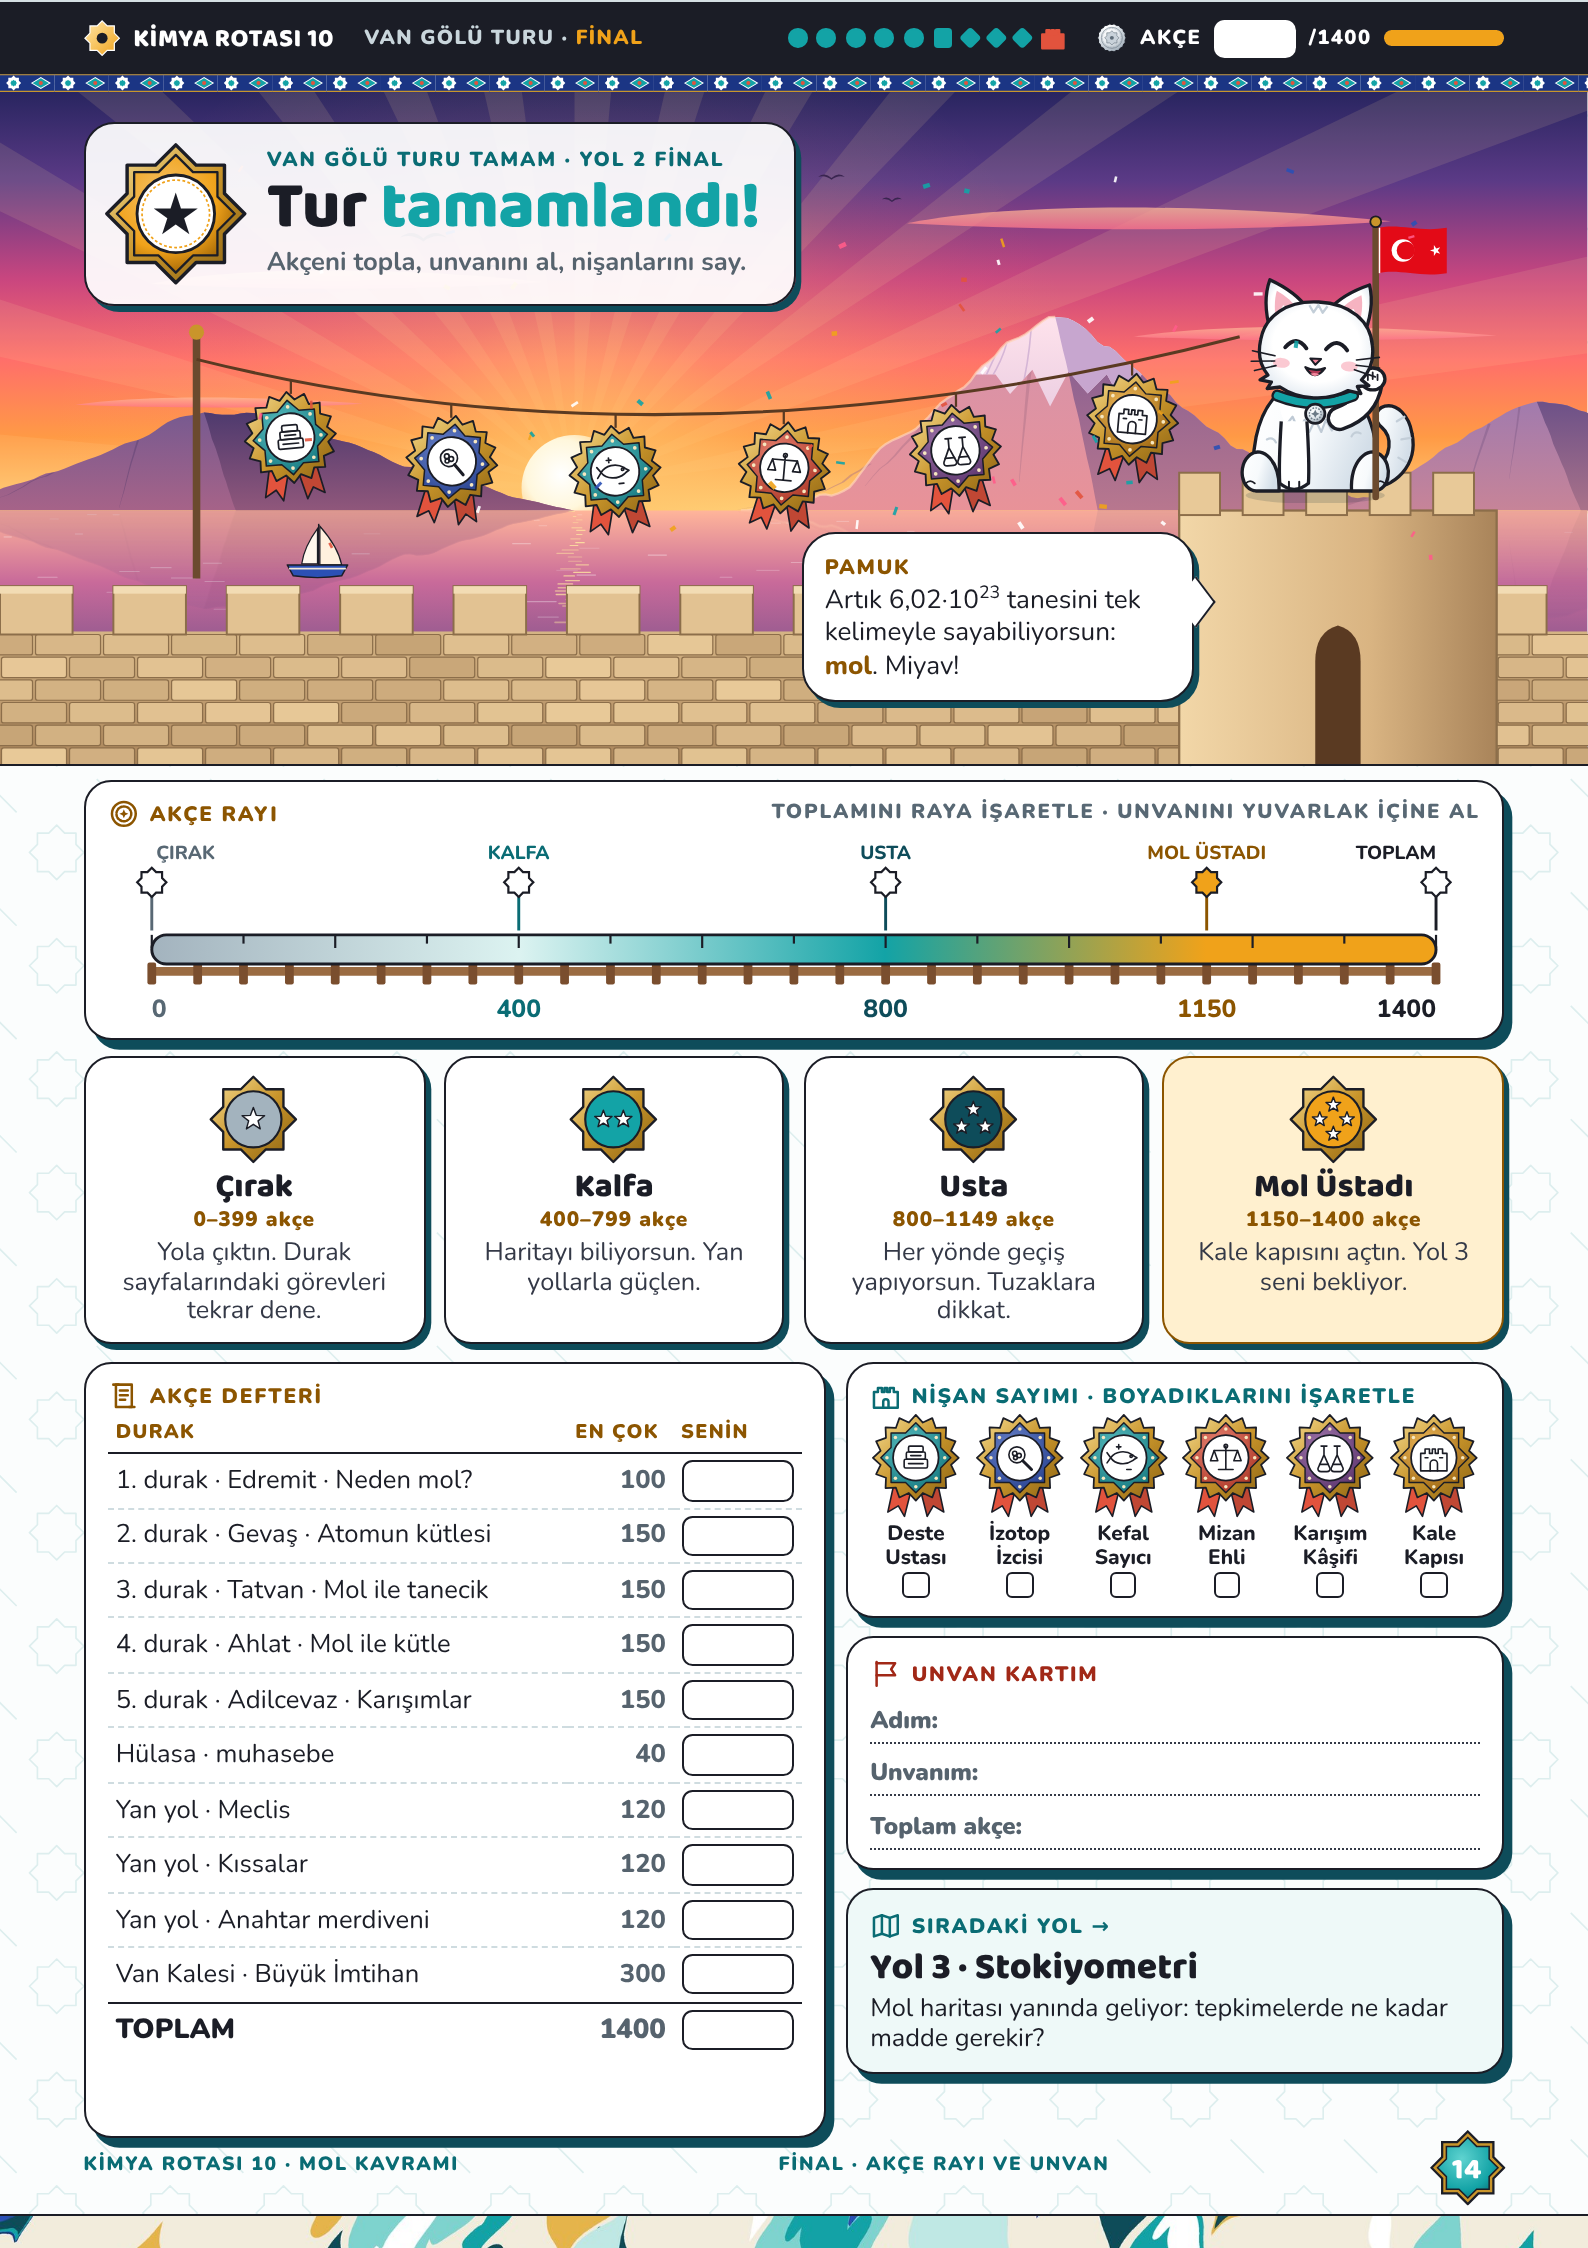 KİMYA ROTASI 10 VAN GÖLÜ TURU · FİNAL AKÇE /1400
VAN GÖLÜ TURU TAMAM · YOL 2 FİNAL
Tur tamamlandı!
Akçeni topla, unvanını al, nişanlarını say.
PAMUK
Artık 6,02·10²³ tanesini tek
kelimeyle sayabiliyorsun:
mol. Miyav!
AKÇE RAYI TOPLAMINI RAYA İŞARETLE · UNVANINI YUVARLAK İÇİNE AL
ÇIRAK KALFA USTA MOL ÜSTADI TOPLAM
0 400 800 1150 1400
Çırak
0–399 akçe
Yola çıktın. Durak
sayfalarındaki görevleri
tekrar dene.
Kalfa
400–799 akçe
Haritayı biliyorsun. Yan
yollarla güçlen.
Usta
800–1149 akçe
Her yönde geçiş
yapıyorsun. Tuzaklara
dikkat.
Mol Üstadı
1150–1400 akçe
Kale kapısını açtın. Yol 3
seni bekliyor.
AKÇE DEFTERİ
DURAK EN ÇOK SENİN
1. durak · Edremit · Neden mol? 100
2. durak · Gevaş · Atomun kütlesi 150
3. durak · Tatvan · Mol ile tanecik 150
4. durak · Ahlat · Mol ile kütle 150
5. durak · Adilcevaz · Karışımlar 150
Hülasa · muhasebe 40
Yan yol · Meclis 120
Yan yol · Kıssalar 120
Yan yol · Anahtar merdiveni 120
Van Kalesi · Büyük İmtihan 300
TOPLAM 1400
NİŞAN SAYIMI · BOYADIKLARINI İŞARETLE
Deste İzotop Kefal Mizan Karışım Kale
Ustası İzcisi Sayıcı Ehli Kâşifi Kapısı
UNVAN KARTIM
Adım:
Unvanım:
Toplam akçe:
SIRADAKİ YOL →
Yol 3 · Stokiyometri
Mol haritası yanında geliyor: tepkimelerde ne kadar
madde gerekir?
KİMYA ROTASI 10 · MOL KAVRAMI FİNAL · AKÇE RAYI VE UNVAN 14